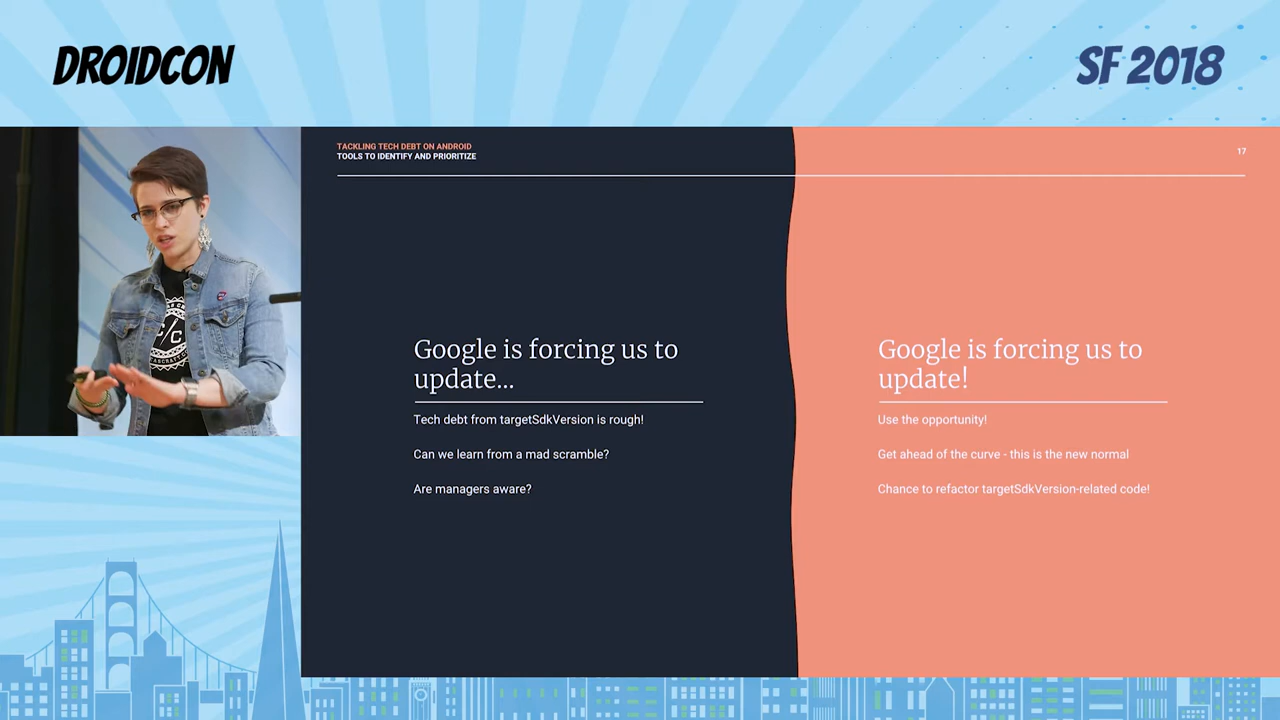 DROIDCON
SF 2018
TACKLING TECH DEBT ON ANDROID
TOOLS TO IDENTIFY AND PRIORITIZE
17
Google is forcing us to
update...
Tech debt from targetSdkVersion is rough!
Can we learn from a mad scramble?
Are managers aware?
Google is forcing us to
update!
Use the opportunity!
Get ahead of the curve - this is the new normal
Chance to refactor targetSdkVersion-related code!
C/C